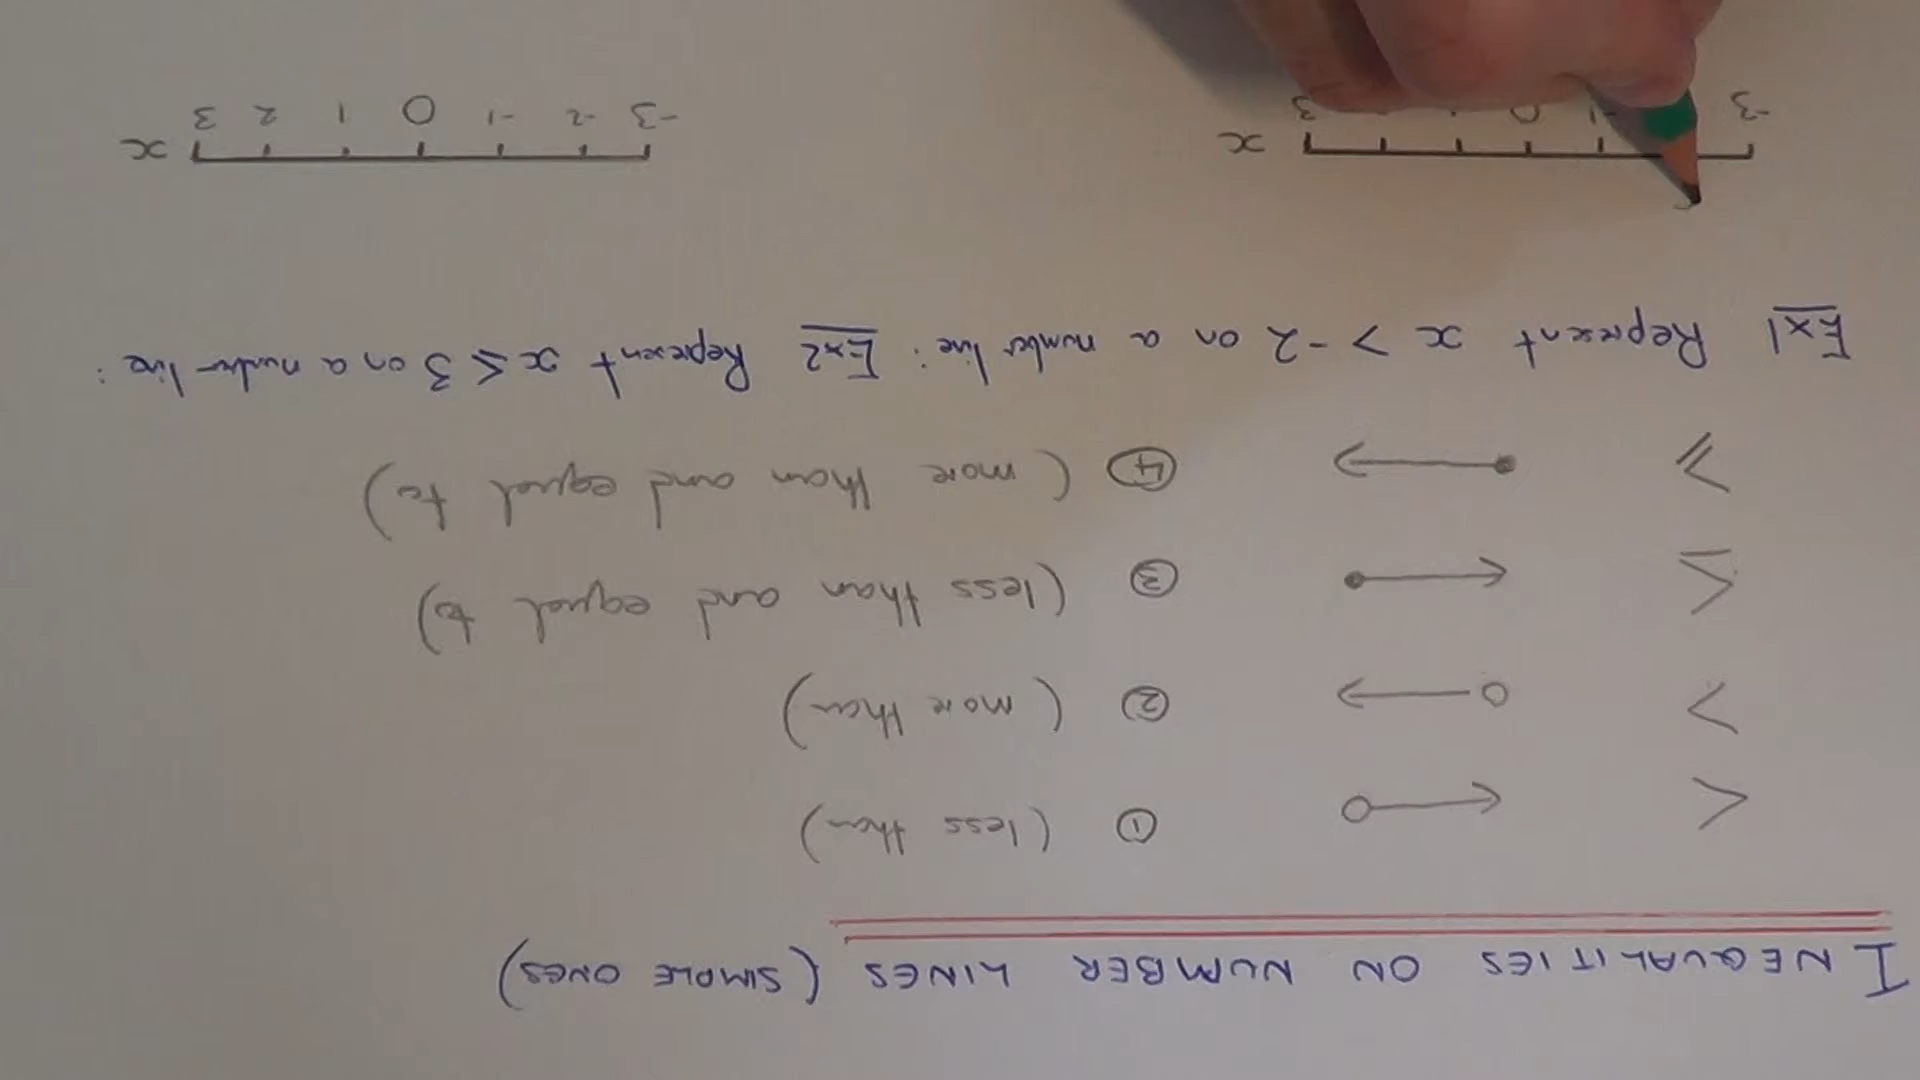 INEQUALITIES ON NUMBER LINES (SIMPLE ONES)
< ① (less than)
> ② (more than)
≤ ③ (less than and equal to)
⩾ ④ (more than and equal to)
Ex1 Represent x > -2 on a number line: Ex2 Represent x ≤ 3 on a number line:
x x
-3 -1 0 3 -3 -2 -1 0 1 2 3